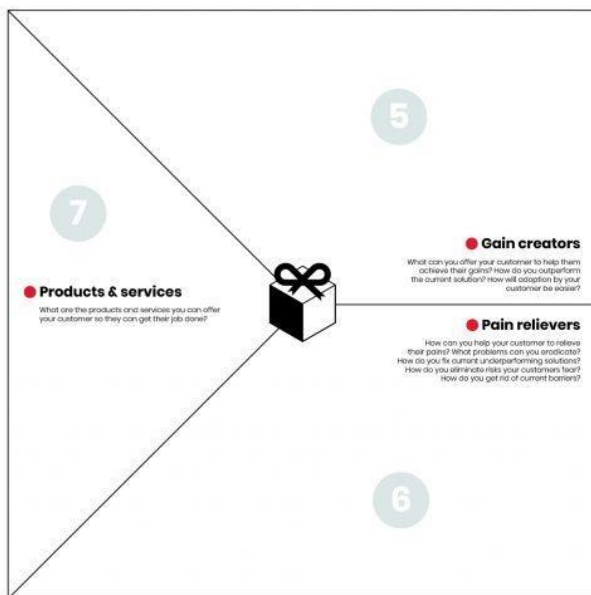 5
7
Gain creators
What can you offer your customer to help them
achieve their gains? How do you outperform
the current solution? How will adoption by your
customer be easier?
Products & services
What are the products and services you can offer
your customer so they can get their job done?
Pain relievers
How can you help your customer to relieve
their pains? What problems can you eradicate?
How do you fix current underperforming solutions?
How do you eliminate risks your customers fear?
How do you get rid of current barriers?
6